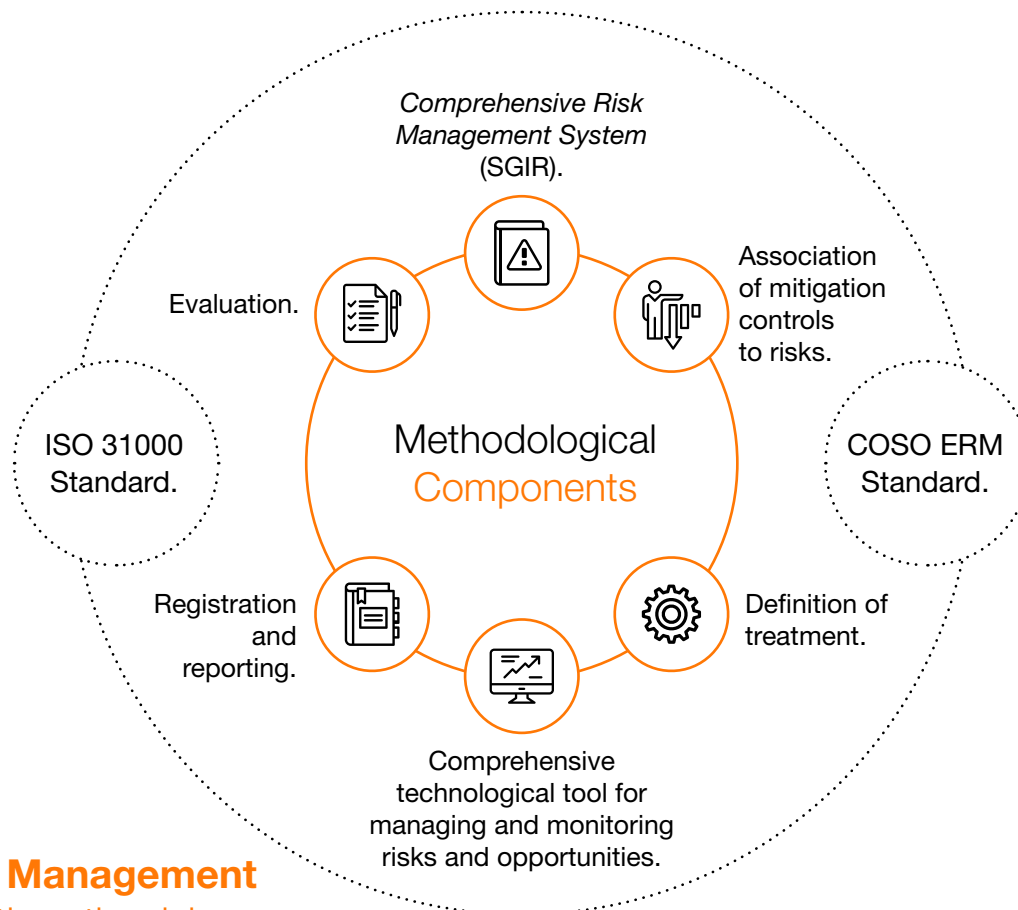 Comprehensive Risk
Management System
(SGIR).
Evaluation.
Association
of mitigation
controls
to risks.
ISO 31000
Standard.
Methodological
Components
COSO ERM
Standard.
Registration
and
reporting.
Definition of
treatment.
Comprehensive
technological tool for
managing and monitoring
risks and opportunities.
Management